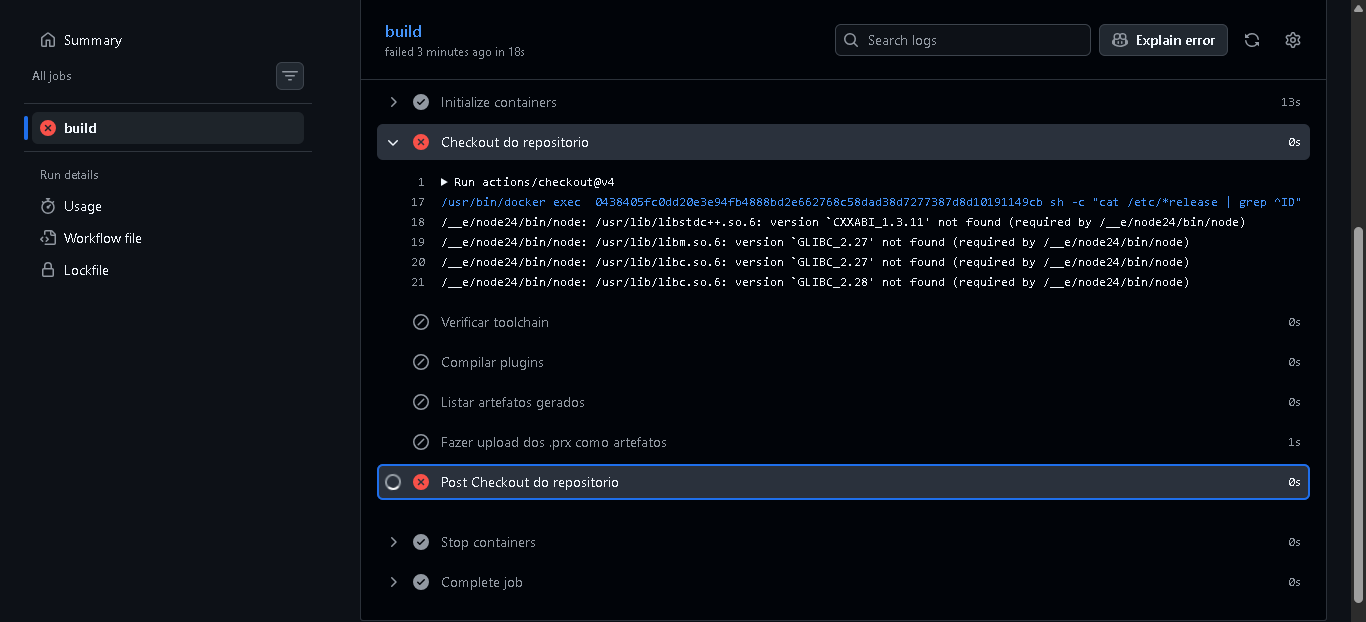 Summary
All jobs
build
Run details
Usage
Workflow file
Lockfile
build
failed 3 minutes ago in 18s
Search logs
Explain error
Initialize containers 13s
Checkout do repositorio 0s
1 Run actions/checkout@v4
17 /usr/bin/docker exec  0438405fc0dd20e3e94fb4888bd2e662768c58dad38d7277387d8d10191149cb sh -c "cat /etc/*release | grep ^ID"
18 /__e/node24/bin/node: /usr/lib/libstdc++.so.6: version `CXXABI_1.3.11' not found (required by /__e/node24/bin/node)
19 /__e/node24/bin/node: /usr/lib/libm.so.6: version `GLIBC_2.27' not found (required by /__e/node24/bin/node)
20 /__e/node24/bin/node: /usr/lib/libc.so.6: version `GLIBC_2.27' not found (required by /__e/node24/bin/node)
21 /__e/node24/bin/node: /usr/lib/libc.so.6: version `GLIBC_2.28' not found (required by /__e/node24/bin/node)
Verificar toolchain 0s
Compilar plugins 0s
Listar artefatos gerados 0s
Fazer upload dos .prx como artefatos 1s
Post Checkout do repositorio 0s
Stop containers 0s
Complete job 0s